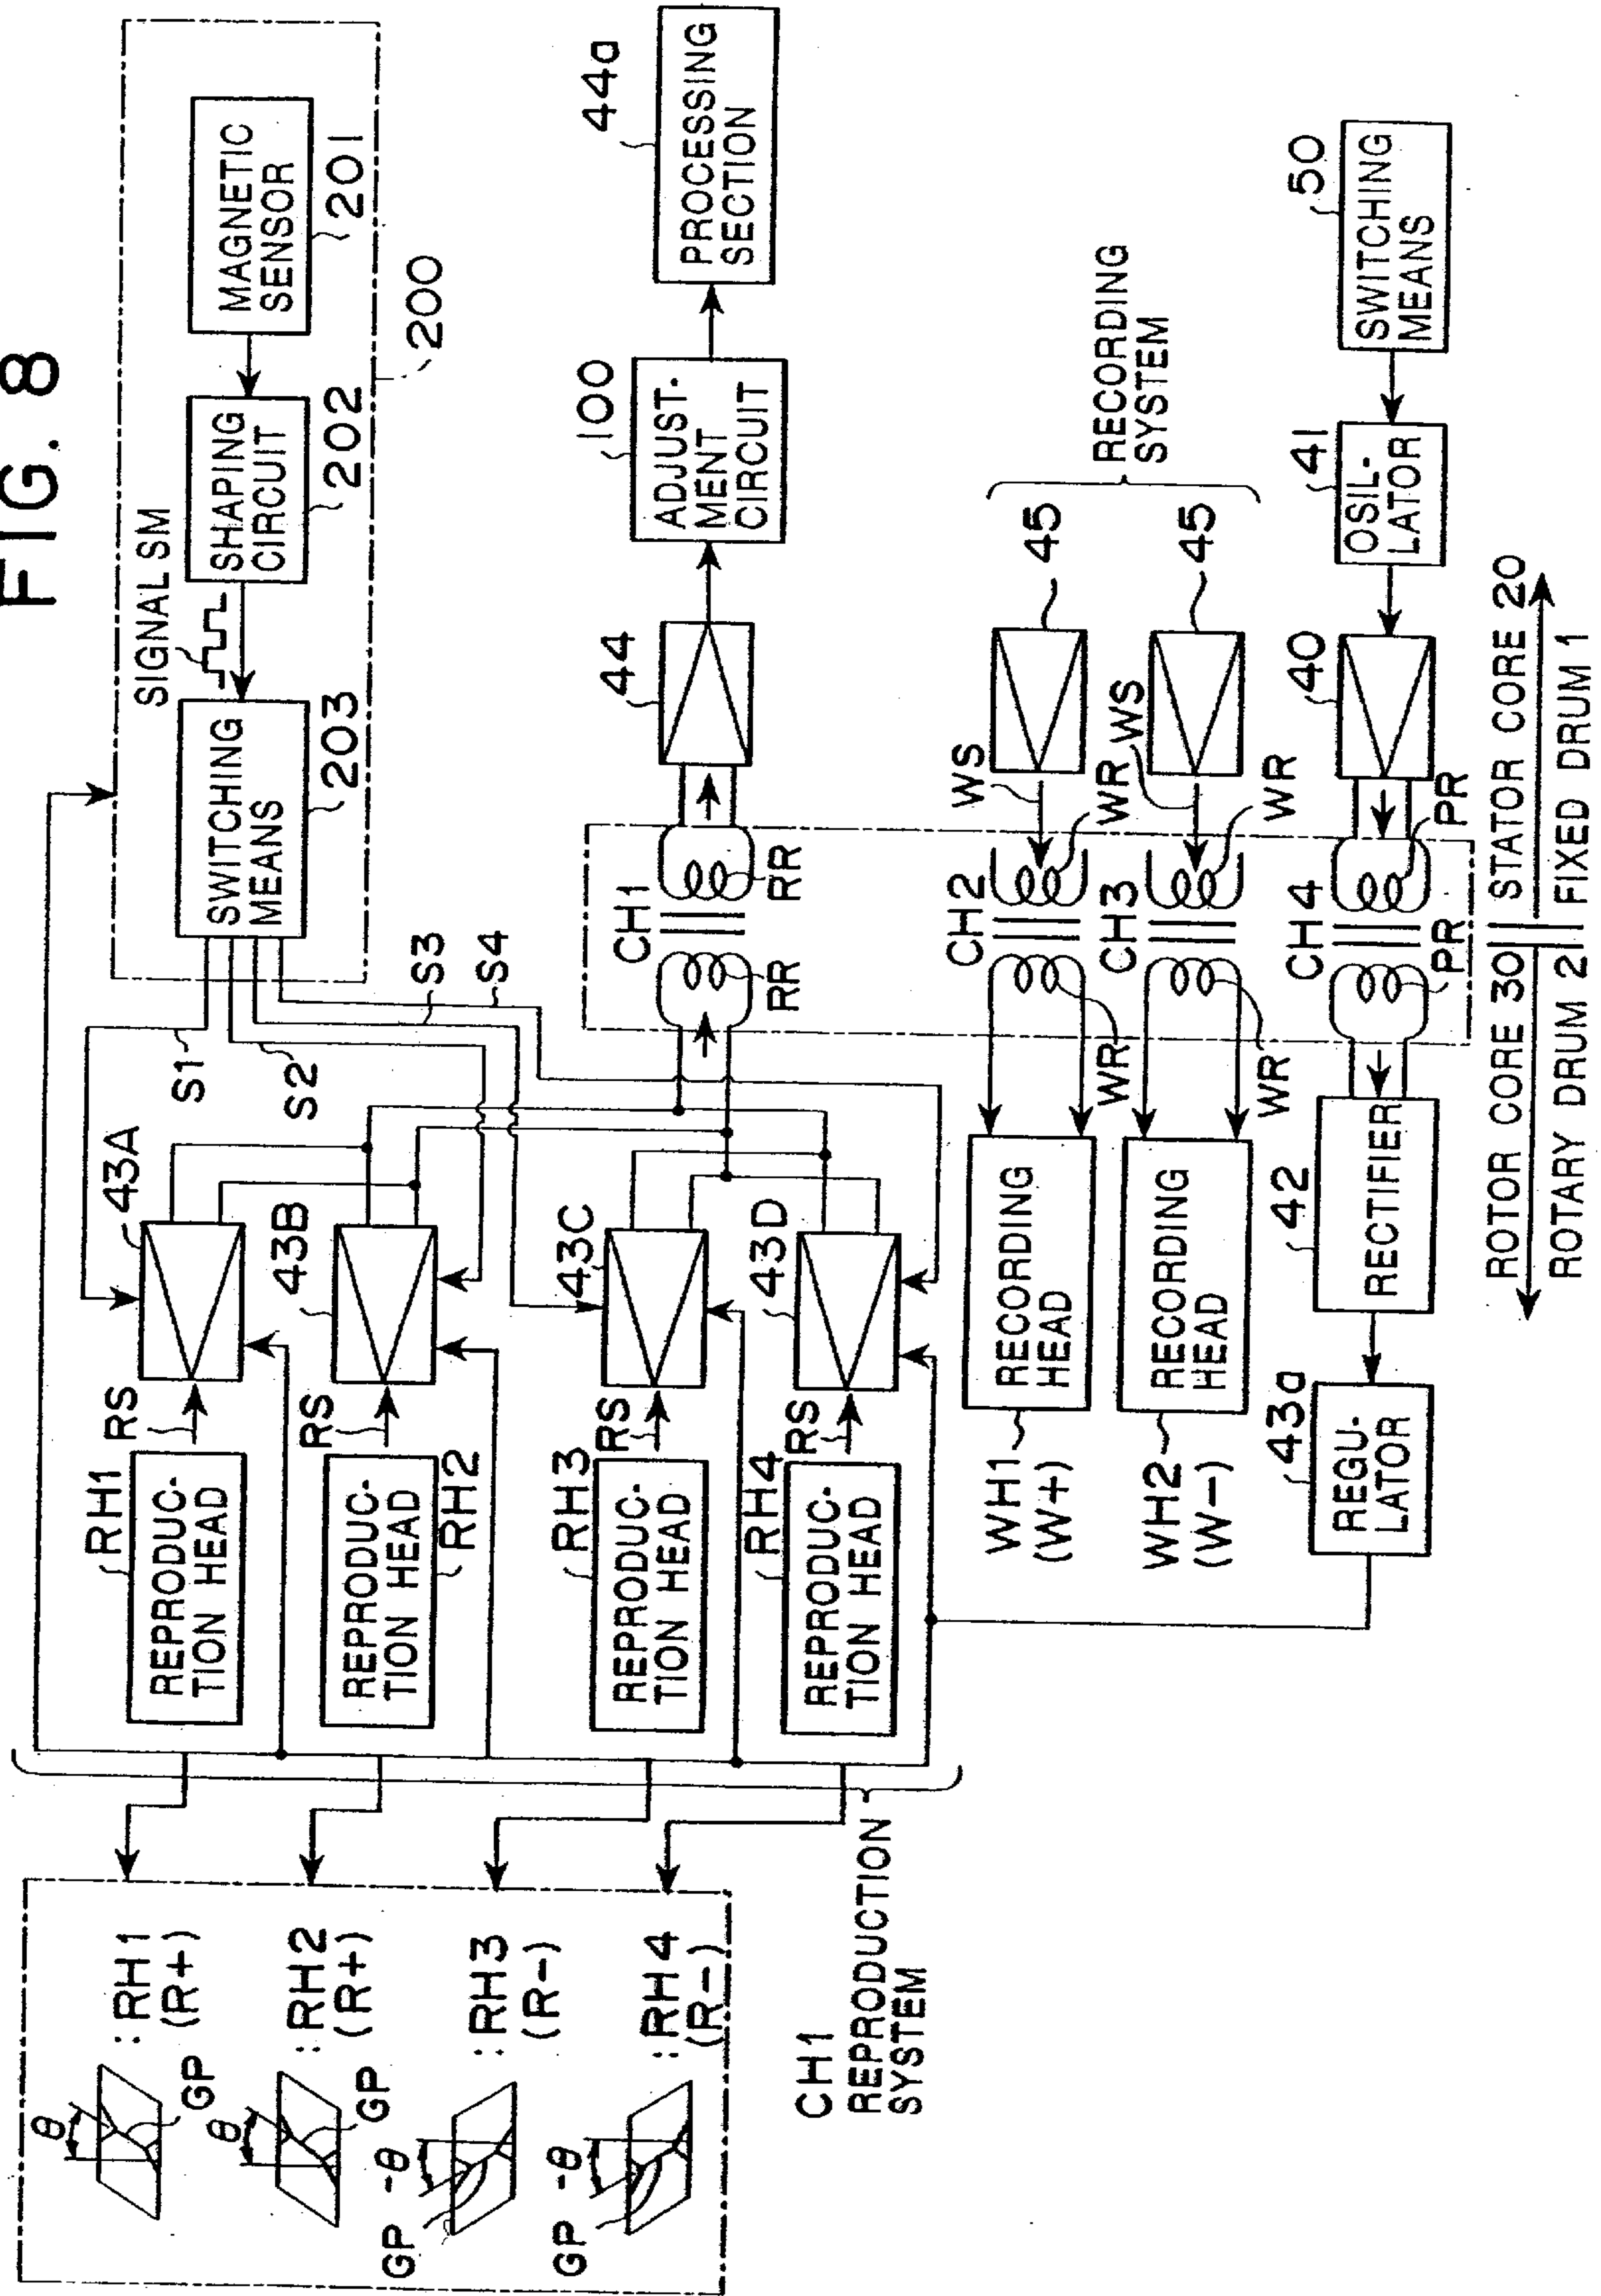 FIG. 8
MAGNETIC
SENSOR
201
SHAPING
CIRCUIT
202
SIGNAL SM
SWITCHING
MEANS
203
200
S1
S2
S3
S4
43A
43B
43C
43D
RS
RS
RS
RS
RH1
REPRODUC-
TION HEAD
REPRODUC-
TION HEAD
RH2
RH3
REPRODUC-
TION HEAD
RH4
REPRODUC-
TION HEAD
θ
GP
:RH1
(R+)
θ
GP
:RH2
(R+)
-θ
GP
:RH3
(R-)
-θ
GP
:RH4
(R-)
CH1
REPRODUCTION
SYSTEM
CH1
RR
RR
44
100
ADJUST-
MENT
CIRCUIT
44a
PROCESSING
SECTION
RECORDING
SYSTEM
45
45
WS
WS
WR
WR
CH2
CH3
WR
WR
RECORDING
HEAD
WH1
(W+)
RECORDING
HEAD
WH2
(W-)
50
SWITCHING
MEANS
41
OSIL-
LATOR
40
CH4
PR
PR
42
RECTIFIER
43a
REGU-
LATOR
ROTOR CORE 30
STATOR CORE 20
ROTARY DRUM 2
FIXED DRUM 1